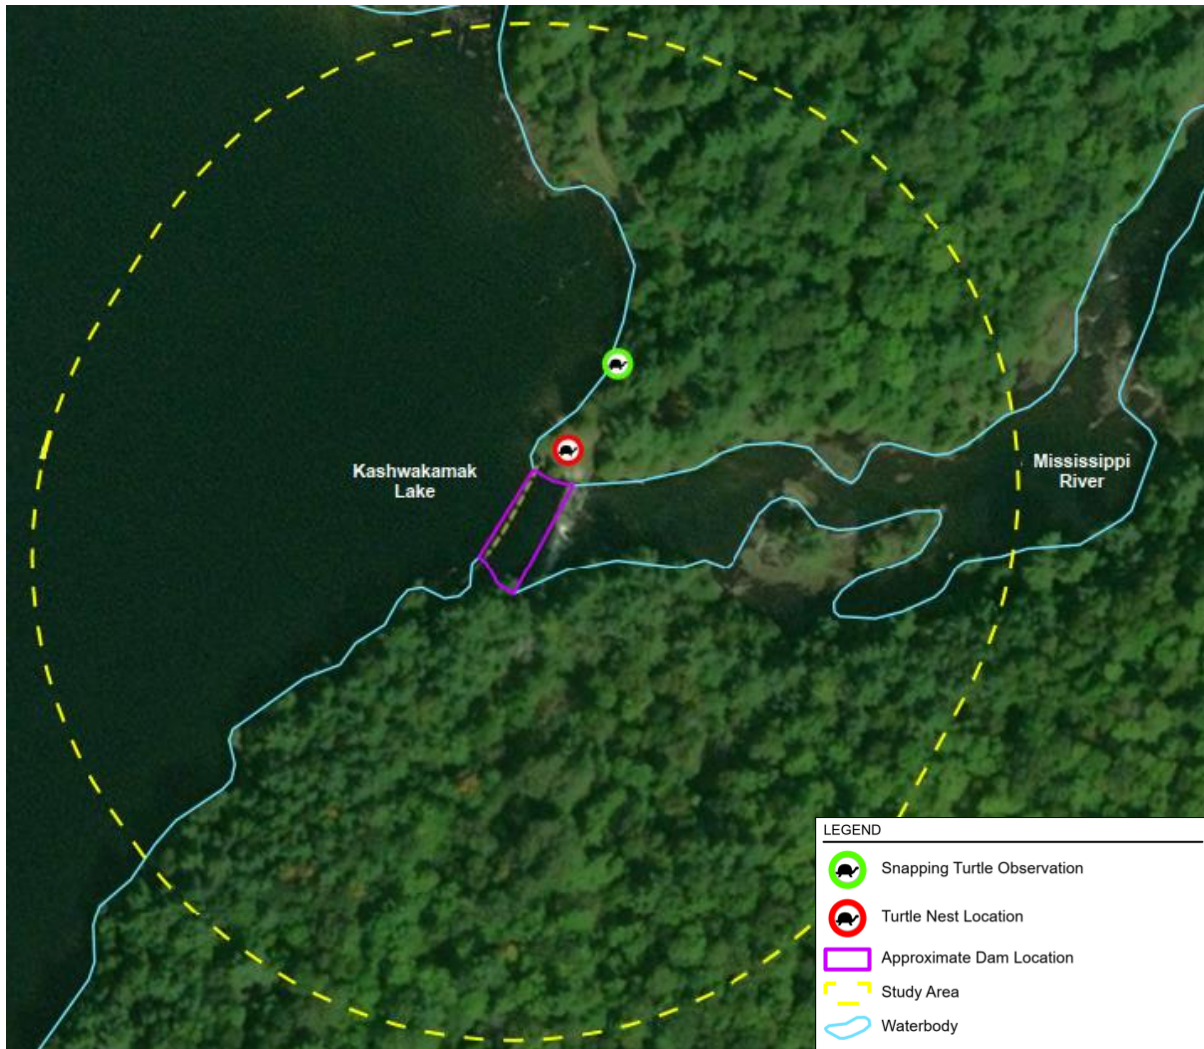 Kashwakamak
Lake
Mississippi
River
LEGEND
Snapping Turtle Observation
Turtle Nest Location
Approximate Dam Location
Study Area
Waterbody